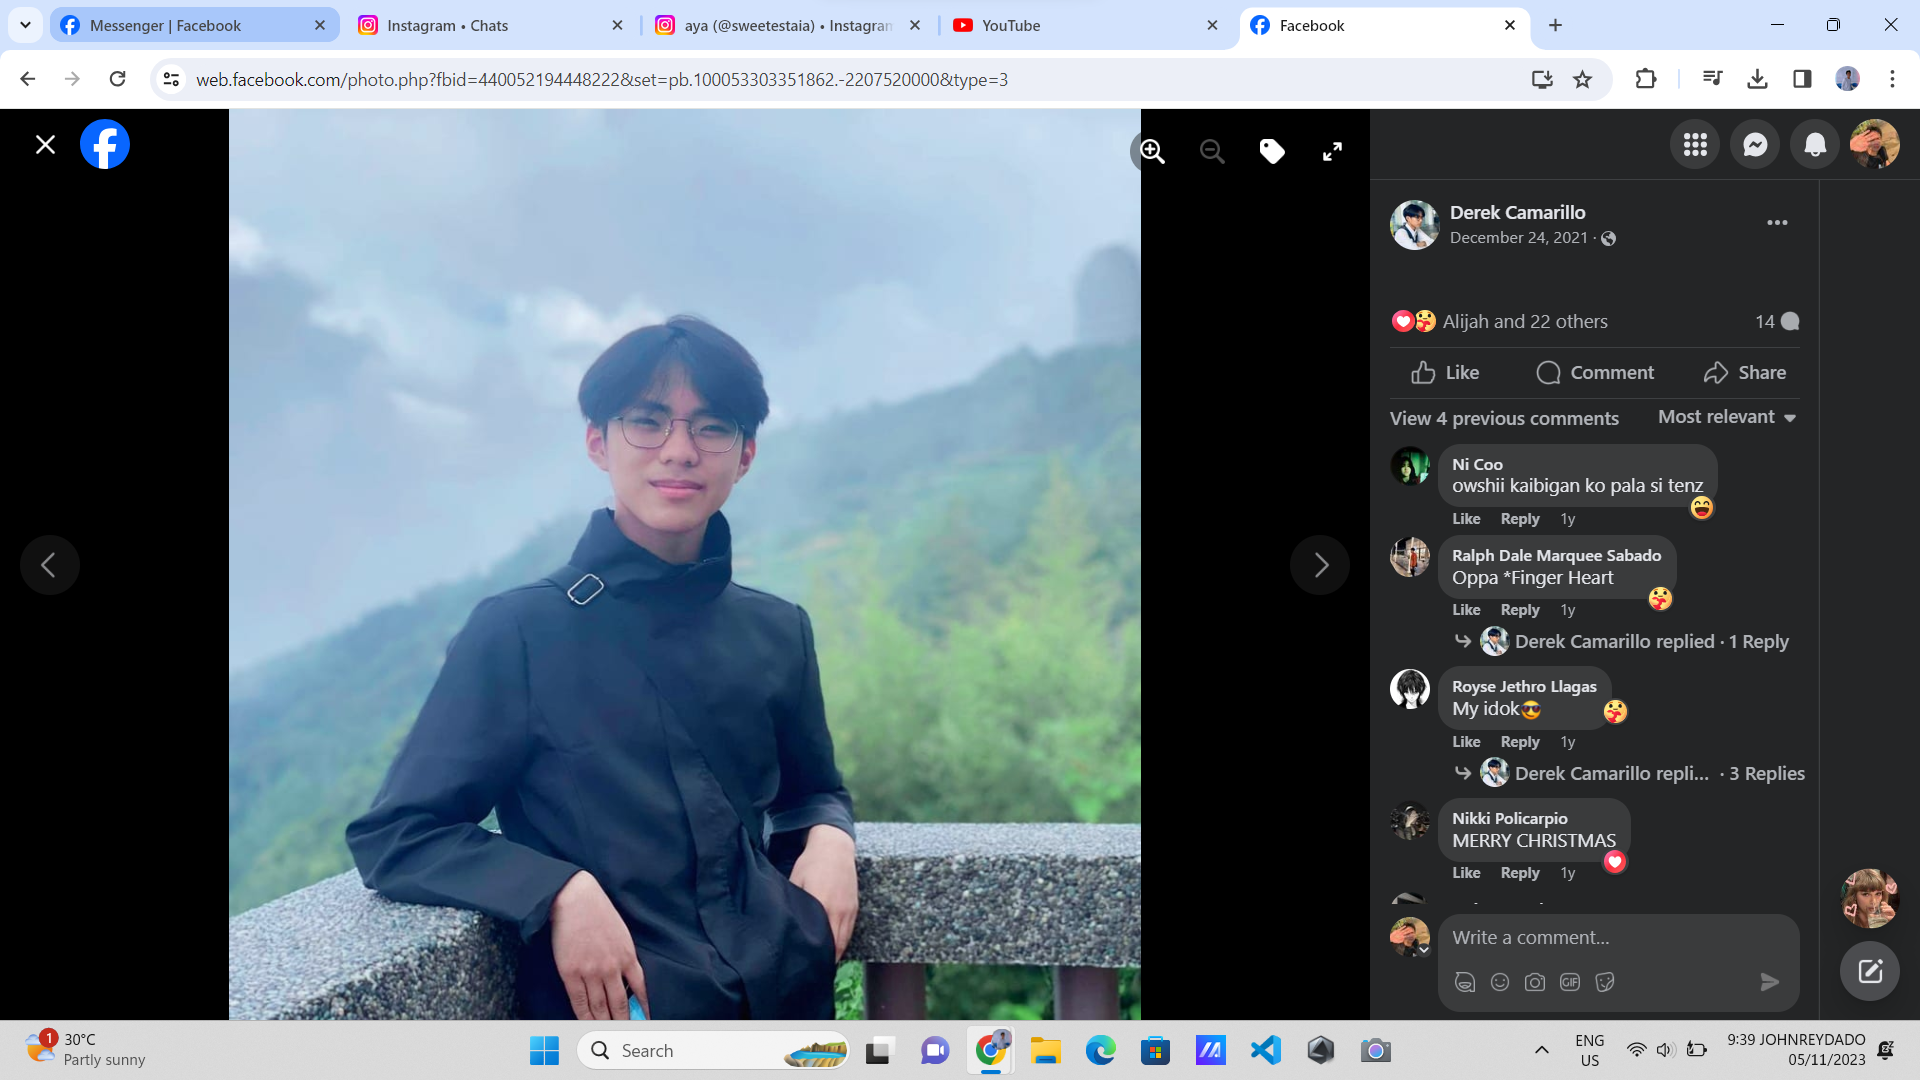 Messenger | Facebook
Instagram • Chats
aya (@sweetestaia) • Instagram
YouTube
Facebook
web.facebook.com/photo.php?fbid=440052194448222&set=pb.100053303351862.-2207520000&type=3
Derek Camarillo
December 24, 2021 ·
Alijah and 22 others
14
Like
Comment
Share
View 4 previous comments
Most relevant
Ni Coo
owshii kaibigan ko pala si tenz
Like Reply 1y
Ralph Dale Marquee Sabado
Oppa *Finger Heart
Like Reply 1y
Derek Camarillo replied · 1 Reply
Royse Jethro Llagas
My idok😎
Like Reply 1y
Derek Camarillo repli... · 3 Replies
Nikki Policarpio
MERRY CHRISTMAS
Like Reply 1y
Write a comment...
GIF
1
30°C
Partly sunny
Search
ENG
US
9:39 JOHNREYDADO
05/11/2023